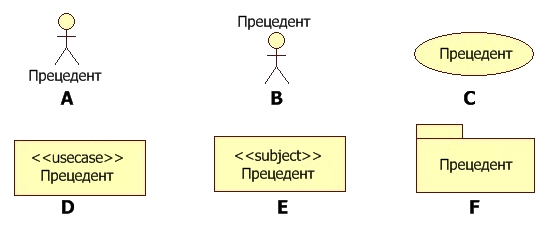 Прецедент
A
Прецедент
B
Прецедент
C
<<usecase>>
Прецедент
D
<<subject>>
Прецедент
E
Прецедент
F